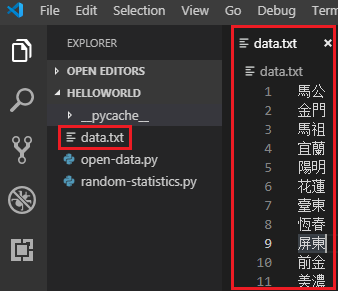 File Edit View Go Debug Termin
EXPLORER
OPEN EDITORS
HELLOWORLD
__pycache__
data.txt
open-data.py
random-statistics.py
data.txt ×
data.txt
1 馬公
2 金門
3 馬祖
4 宜蘭
5 陽明
6 花蓮
7 臺東
8 恆春
9 屏東
10 前金
11 美濃